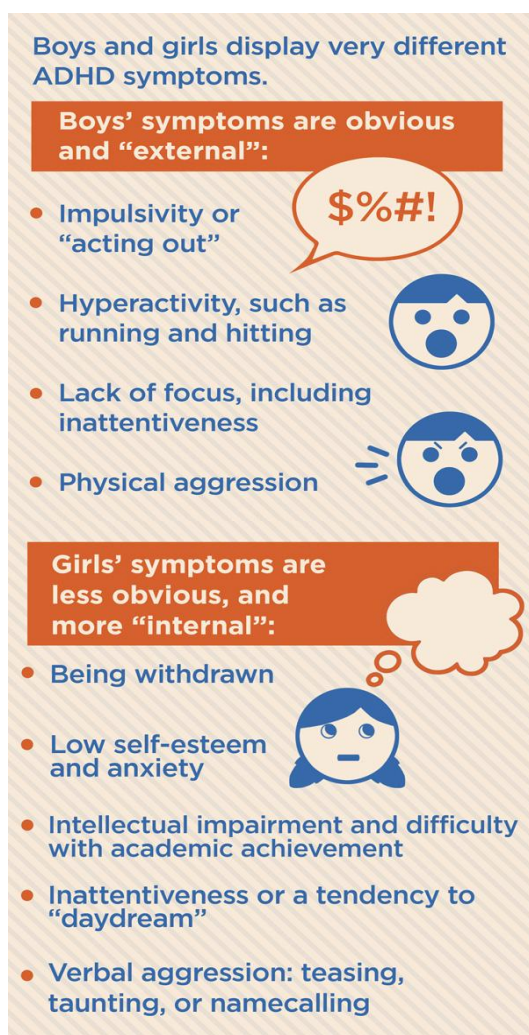 Boys and girls display very different
ADHD symptoms.
Boys’ symptoms are obvious
and “external”:
$%#!
• Impulsivity or
“acting out”
• Hyperactivity, such as
running and hitting
• Lack of focus, including
inattentiveness
• Physical aggression
Girls’ symptoms are
less obvious, and
more “internal”:
• Being withdrawn
• Low self-esteem
and anxiety
• Intellectual impairment and difficulty
with academic achievement
• Inattentiveness or a tendency to
“daydream”
• Verbal aggression: teasing,
taunting, or namecalling